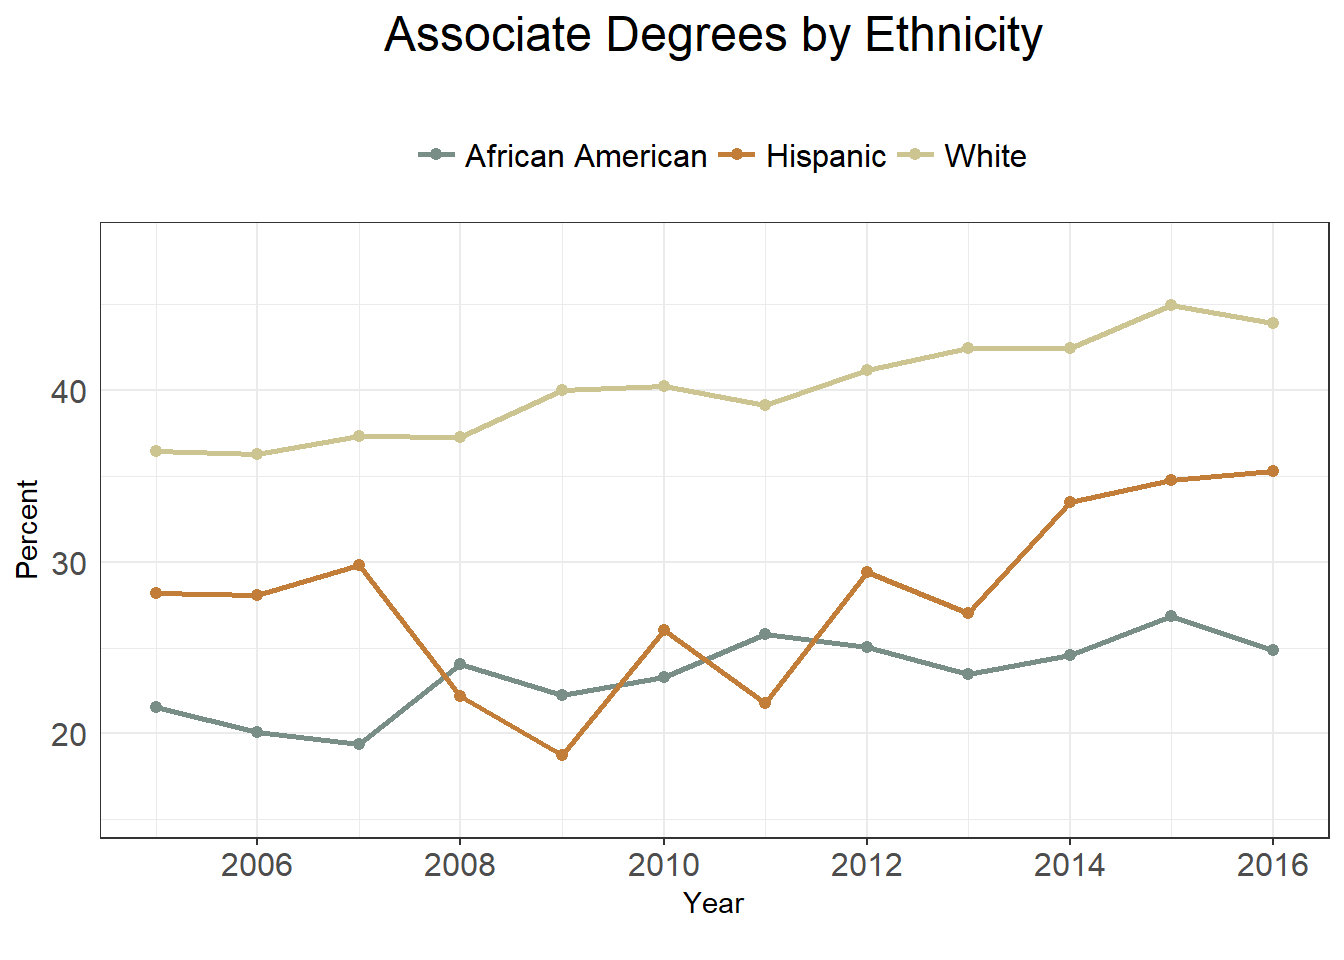 Associate Degrees by Ethnicity
African American Hispanic White
Percent
40
30
20
2006 2008 2010 2012 2014 2016
Year